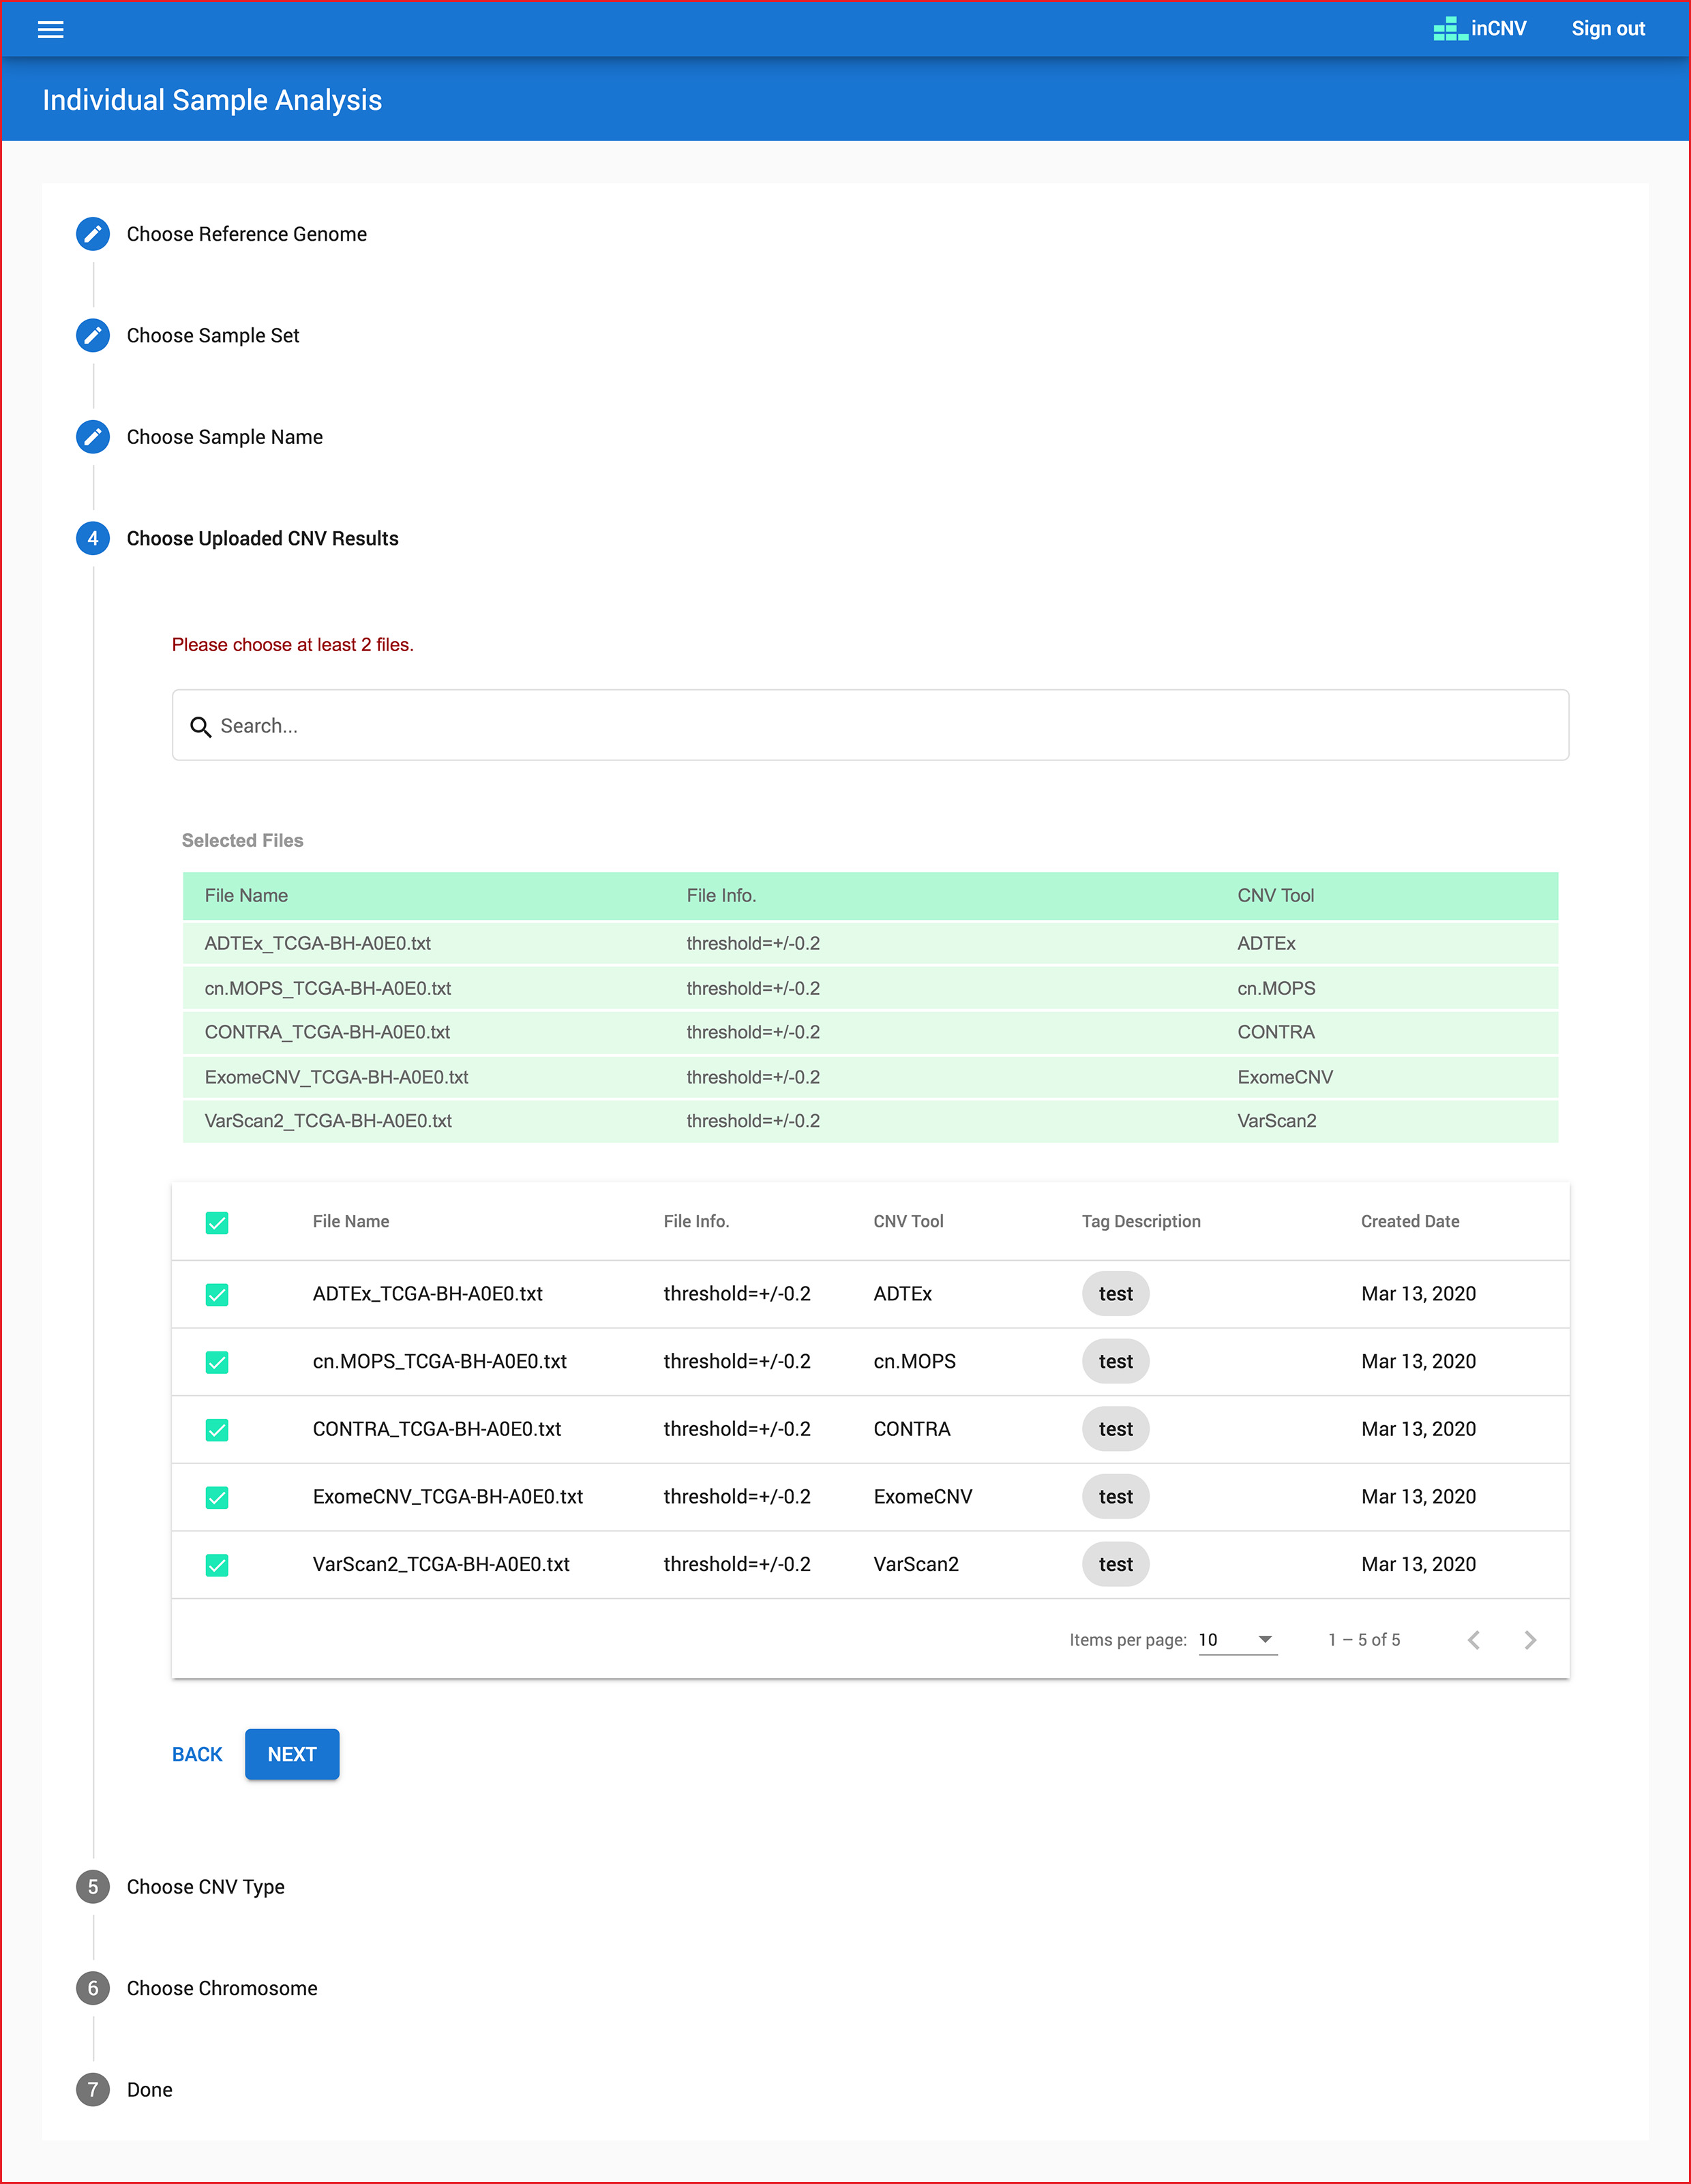 inCNV Sign out
Individual Sample Analysis
Choose Reference Genome
Choose Sample Set
Choose Sample Name
4 Choose Uploaded CNV Results
Please choose at least 2 files.
Search...
Selected Files
File Name File Info. CNV Tool
ADTEx_TCGA-BH-A0E0.txt threshold=+/-0.2 ADTEx
cn.MOPS_TCGA-BH-A0E0.txt threshold=+/-0.2 cn.MOPS
CONTRA_TCGA-BH-A0E0.txt threshold=+/-0.2 CONTRA
ExomeCNV_TCGA-BH-A0E0.txt threshold=+/-0.2 ExomeCNV
VarScan2_TCGA-BH-A0E0.txt threshold=+/-0.2 VarScan2
File Name File Info. CNV Tool Tag Description Created Date
ADTEx_TCGA-BH-A0E0.txt threshold=+/-0.2 ADTEx test Mar 13, 2020
cn.MOPS_TCGA-BH-A0E0.txt threshold=+/-0.2 cn.MOPS test Mar 13, 2020
CONTRA_TCGA-BH-A0E0.txt threshold=+/-0.2 CONTRA test Mar 13, 2020
ExomeCNV_TCGA-BH-A0E0.txt threshold=+/-0.2 ExomeCNV test Mar 13, 2020
VarScan2_TCGA-BH-A0E0.txt threshold=+/-0.2 VarScan2 test Mar 13, 2020
Items per page: 10 1 – 5 of 5
BACK NEXT
5 Choose CNV Type
6 Choose Chromosome
7 Done